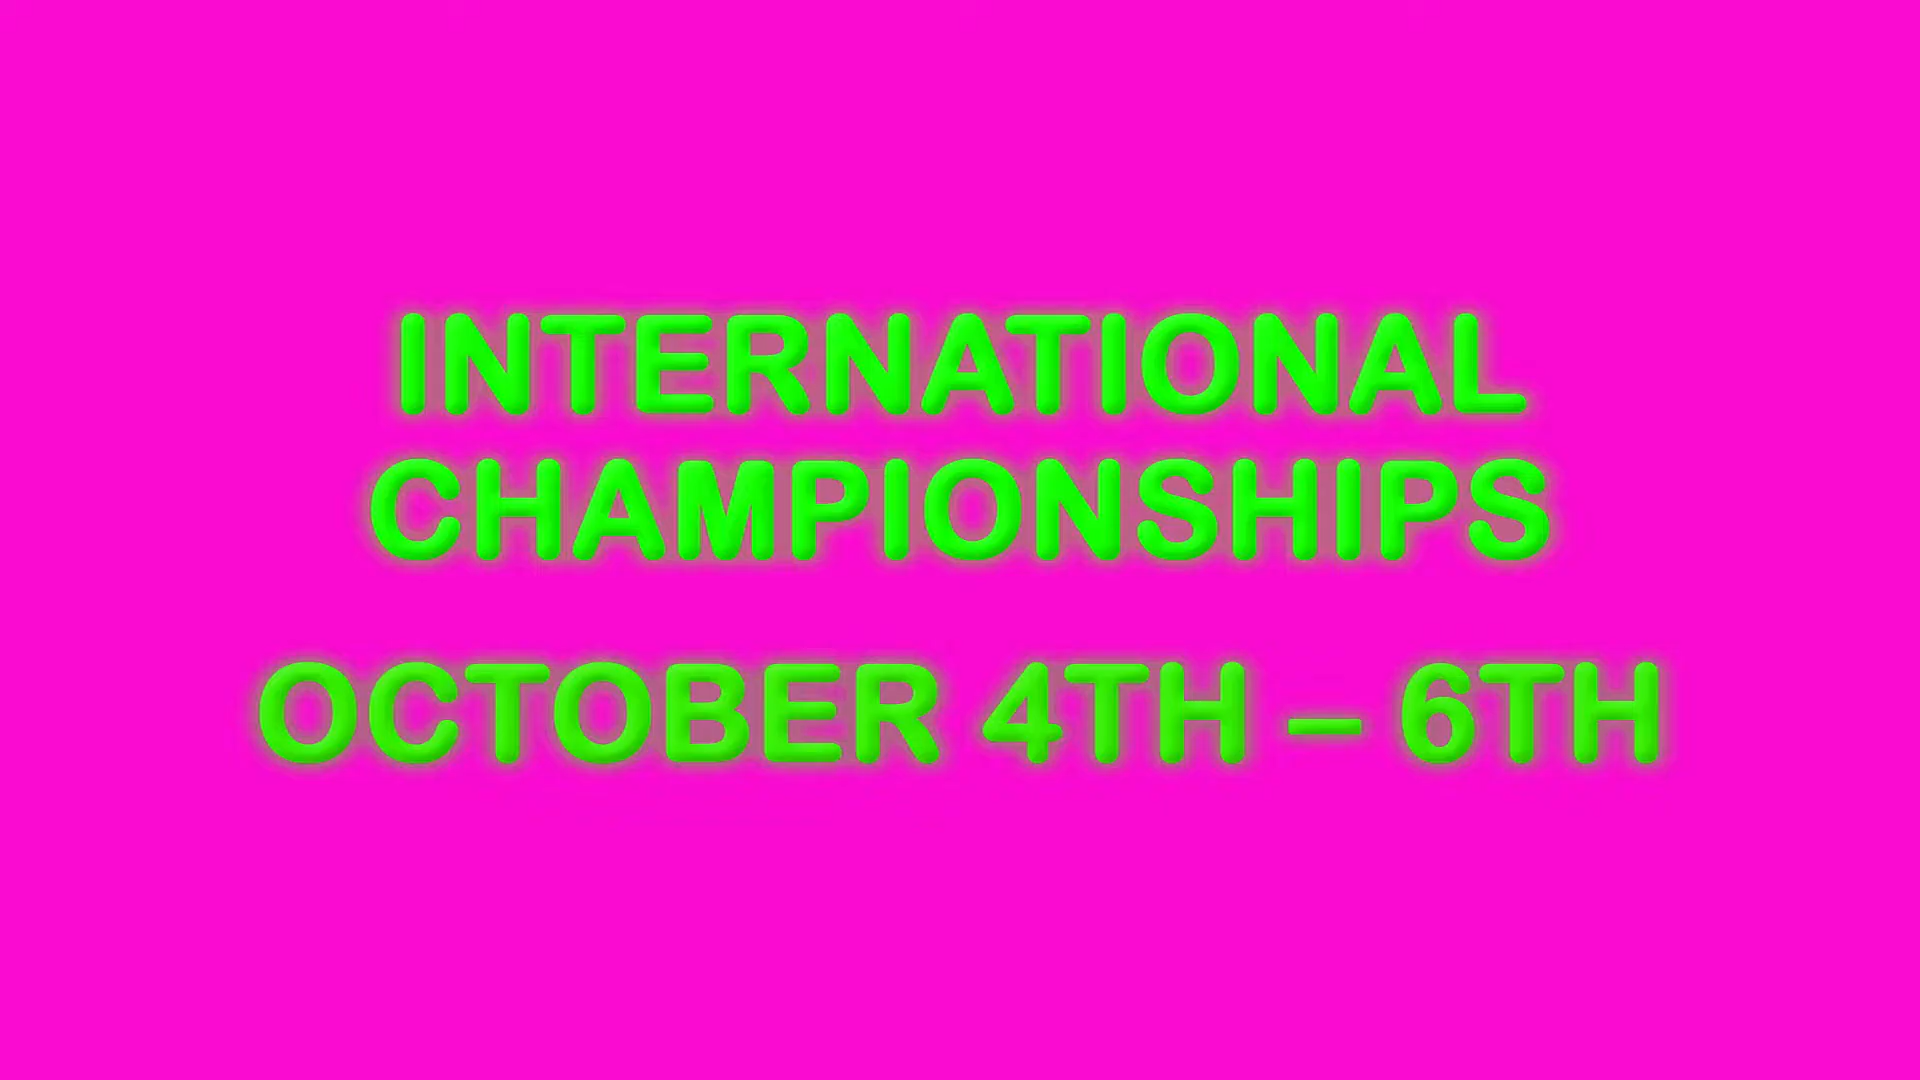 INTERNATIONAL
CHAMPIONSHIPS
OCTOBER 4TH – 6TH